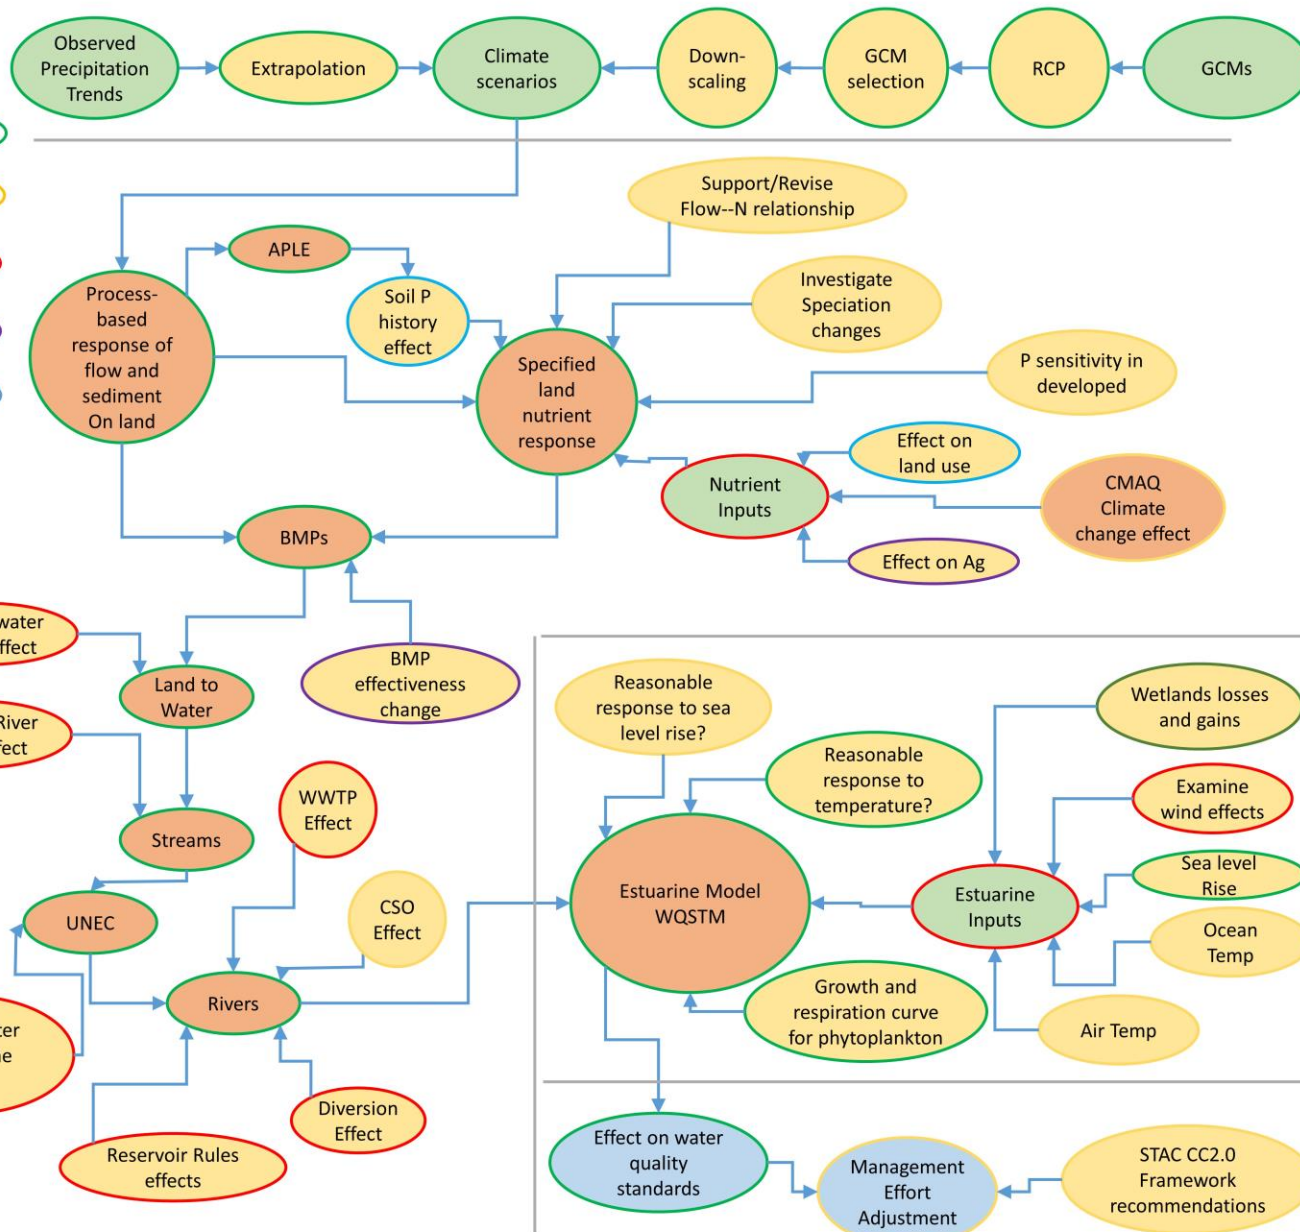 Observed
Precipitation
Trends
Extrapolation
Climate
scenarios
Down-
scaling
GCM
selection
RCP
GCMs
Support/Revise
Flow--N relationship
APLE
Process-
based
response of
flow and
sediment
On land
Soil P
history
effect
Investigate
Speciation
changes
Specified
land
nutrient
response
P sensitivity in
developed
Effect on
land use
Nutrient
Inputs
CMAQ
Climate
change effect
Effect on Ag
BMPs
water
BMP
effectiveness
change
Land to
Water
River
Streams
WWTP
Effect
CSO
Effect
UNEC
Rivers
Diversion
Effect
Reservoir Rules
effects
Reasonable
response to sea
level rise?
Reasonable
response to
temperature?
Wetlands losses
and gains
Examine
wind effects
Estuarine Model
WQSTM
Estuarine
Inputs
Sea level
Rise
Ocean
Temp
Growth and
respiration curve
for phytoplankton
Air Temp
Effect on water
quality
standards
Management
Effort
Adjustment
STAC CC2.0
Framework
recommendations